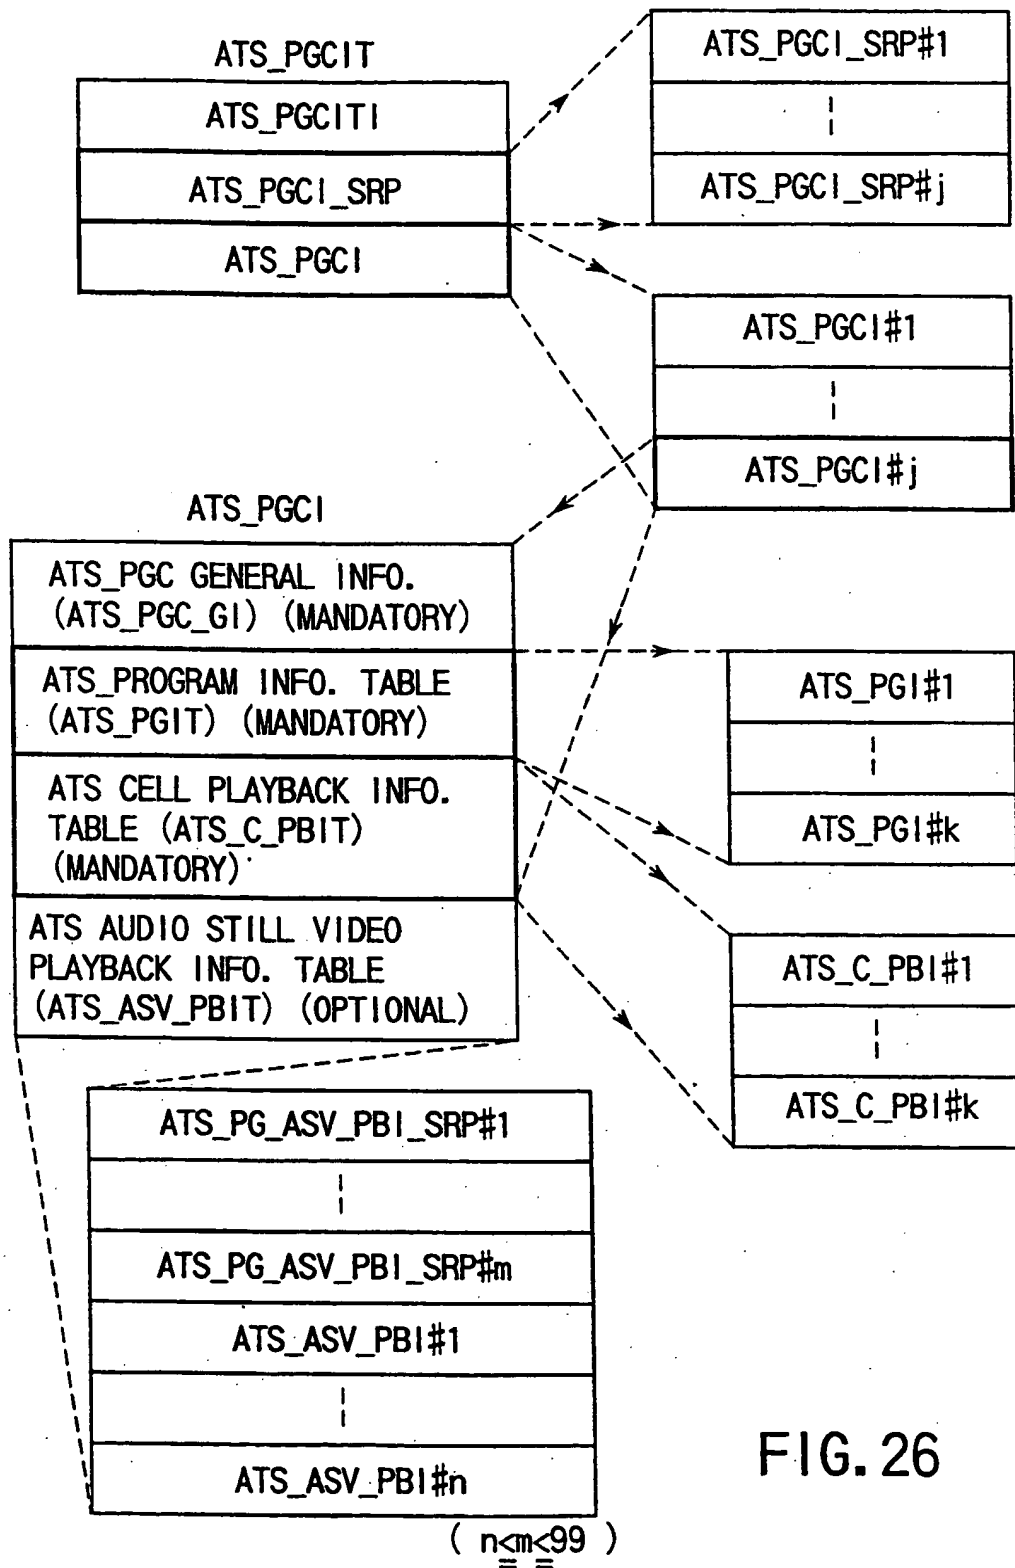 ATS_PGCIT
ATS_PGCITI
ATS_PGCI_SRP
ATS_PGCI
ATS_PGCI_SRP#1
ATS_PGCI_SRP#j
ATS_PGCI#1
ATS_PGCI#j
ATS_PGCI
ATS_PGC GENERAL INFO.
(ATS_PGC_GI) (MANDATORY)
ATS_PROGRAM INFO. TABLE
(ATS_PGIT) (MANDATORY)
ATS CELL PLAYBACK INFO.
TABLE (ATS_C_PBIT)
(MANDATORY)
ATS AUDIO STILL VIDEO
PLAYBACK INFO. TABLE
(ATS_ASV_PBIT) (OPTIONAL)
ATS_PGI#1
ATS_PGI#k
ATS_C_PBI#1
ATS_C_PBI#k
ATS_PG_ASV_PBI_SRP#1
ATS_PG_ASV_PBI_SRP#m
ATS_ASV_PBI#1
ATS_ASV_PBI#n
( n≦m≦99 )
FIG. 26